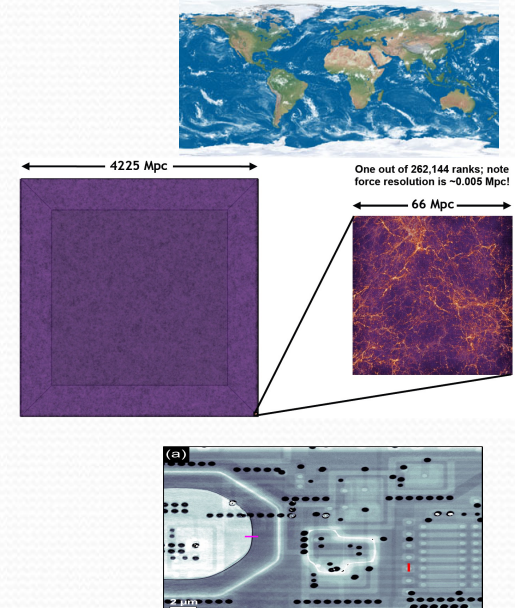 4225 Mpc
One out of 262,144 ranks; note
force resolution is ~0.005 Mpc!
66 Mpc
(a)
2 μm